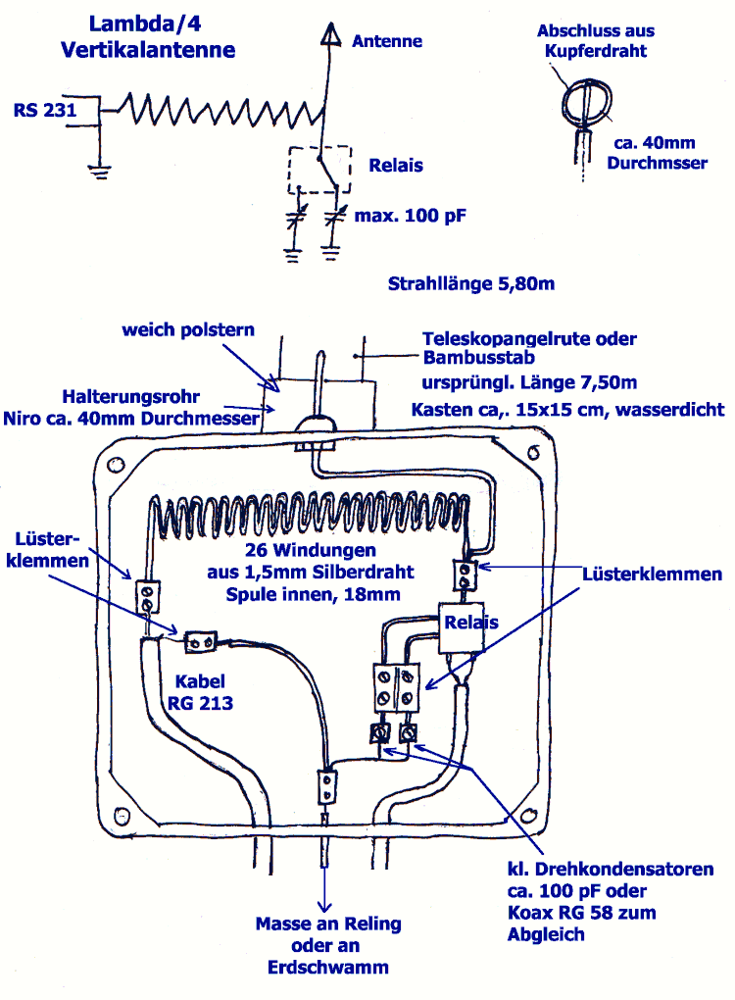 Lambda/4
Vertikalantenne
Antenne
Abschluss aus
Kupferdraht
RS 231
ca. 40mm
Durchmsser
Relais
max. 100 pF
Strahllänge 5,80m
weich polstern
Teleskopangelrute oder
Bambusstab
ursprüngl. Länge 7,50m
Halterungsrohr
Niro ca. 40mm Durchmesser
Kasten ca,. 15x15 cm, wasserdicht
Lüster-
klemmen
26 Windungen
aus 1,5mm Silberdraht
Spule innen, 18mm
Lüsterklemmen
Relais
Kabel
RG 213
kl. Drehkondensatoren
ca. 100 pF oder
Koax RG 58 zum
Abgleich
Masse an Reling
oder an
Erdschwamm